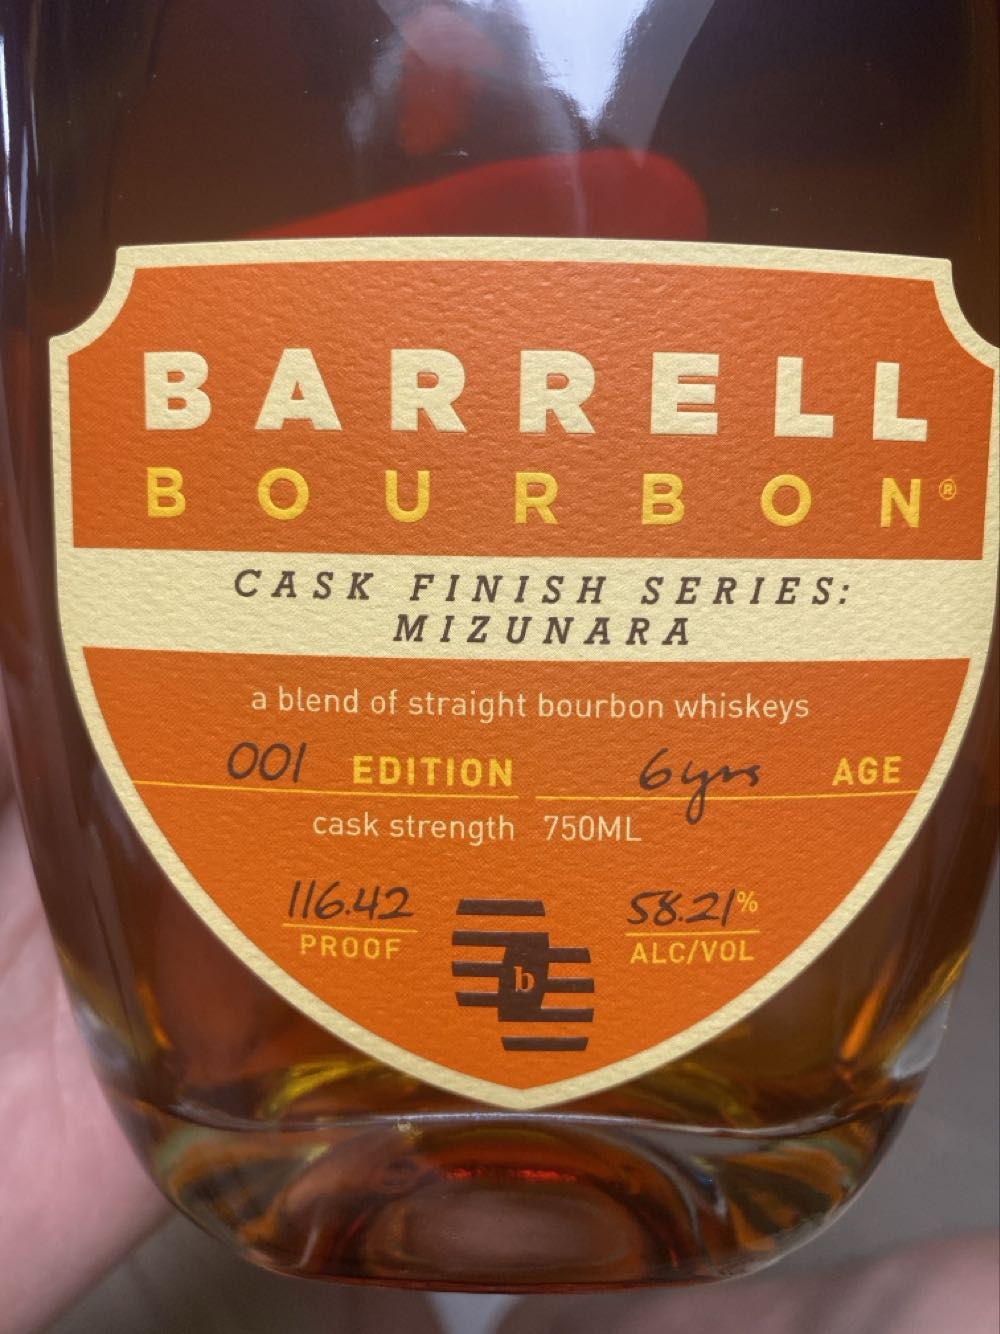 BARRELL
BOURBON®
CASK FINISH SERIES:
MIZUNARA
a blend of straight bourbon whiskeys
001 EDITION 6yrs AGE
cask strength 750ML
116.42 58.21%
PROOF b ALC/VOL